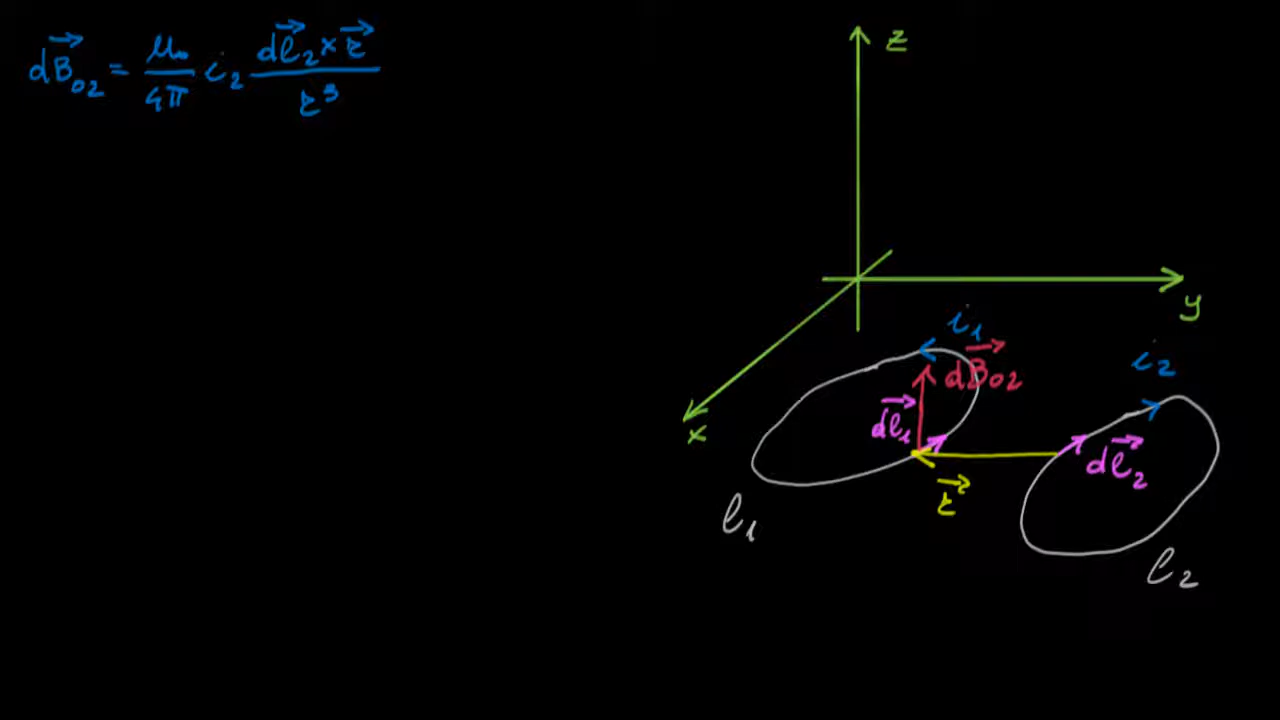 dB⃗₀₂ = μ₀/4π i₂ dℓ⃗₂ × r⃗ / r³
z
y
x
i₁
dB⃗₀₂
i₂
dℓ⃗₁
dℓ⃗₂
r⃗
ℓ₁
ℓ₂